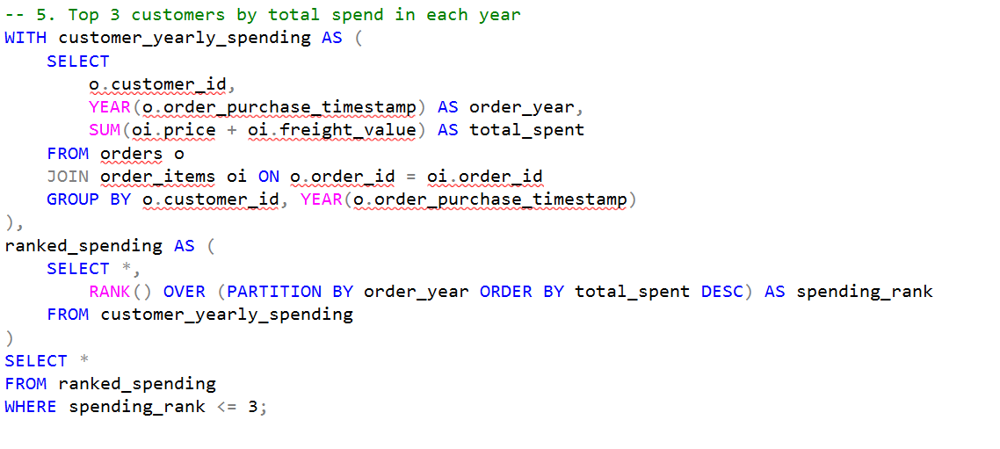 -- 5. Top 3 customers by total spend in each year
WITH customer_yearly_spending AS (
    SELECT
        o.customer_id,
        YEAR(o.order_purchase_timestamp) AS order_year,
        SUM(oi.price + oi.freight_value) AS total_spent
    FROM orders o
    JOIN order_items oi ON o.order_id = oi.order_id
    GROUP BY o.customer_id, YEAR(o.order_purchase_timestamp)
),
ranked_spending AS (
    SELECT *,
        RANK() OVER (PARTITION BY order_year ORDER BY total_spent DESC) AS spending_rank
    FROM customer_yearly_spending
)
SELECT *
FROM ranked_spending
WHERE spending_rank <= 3;